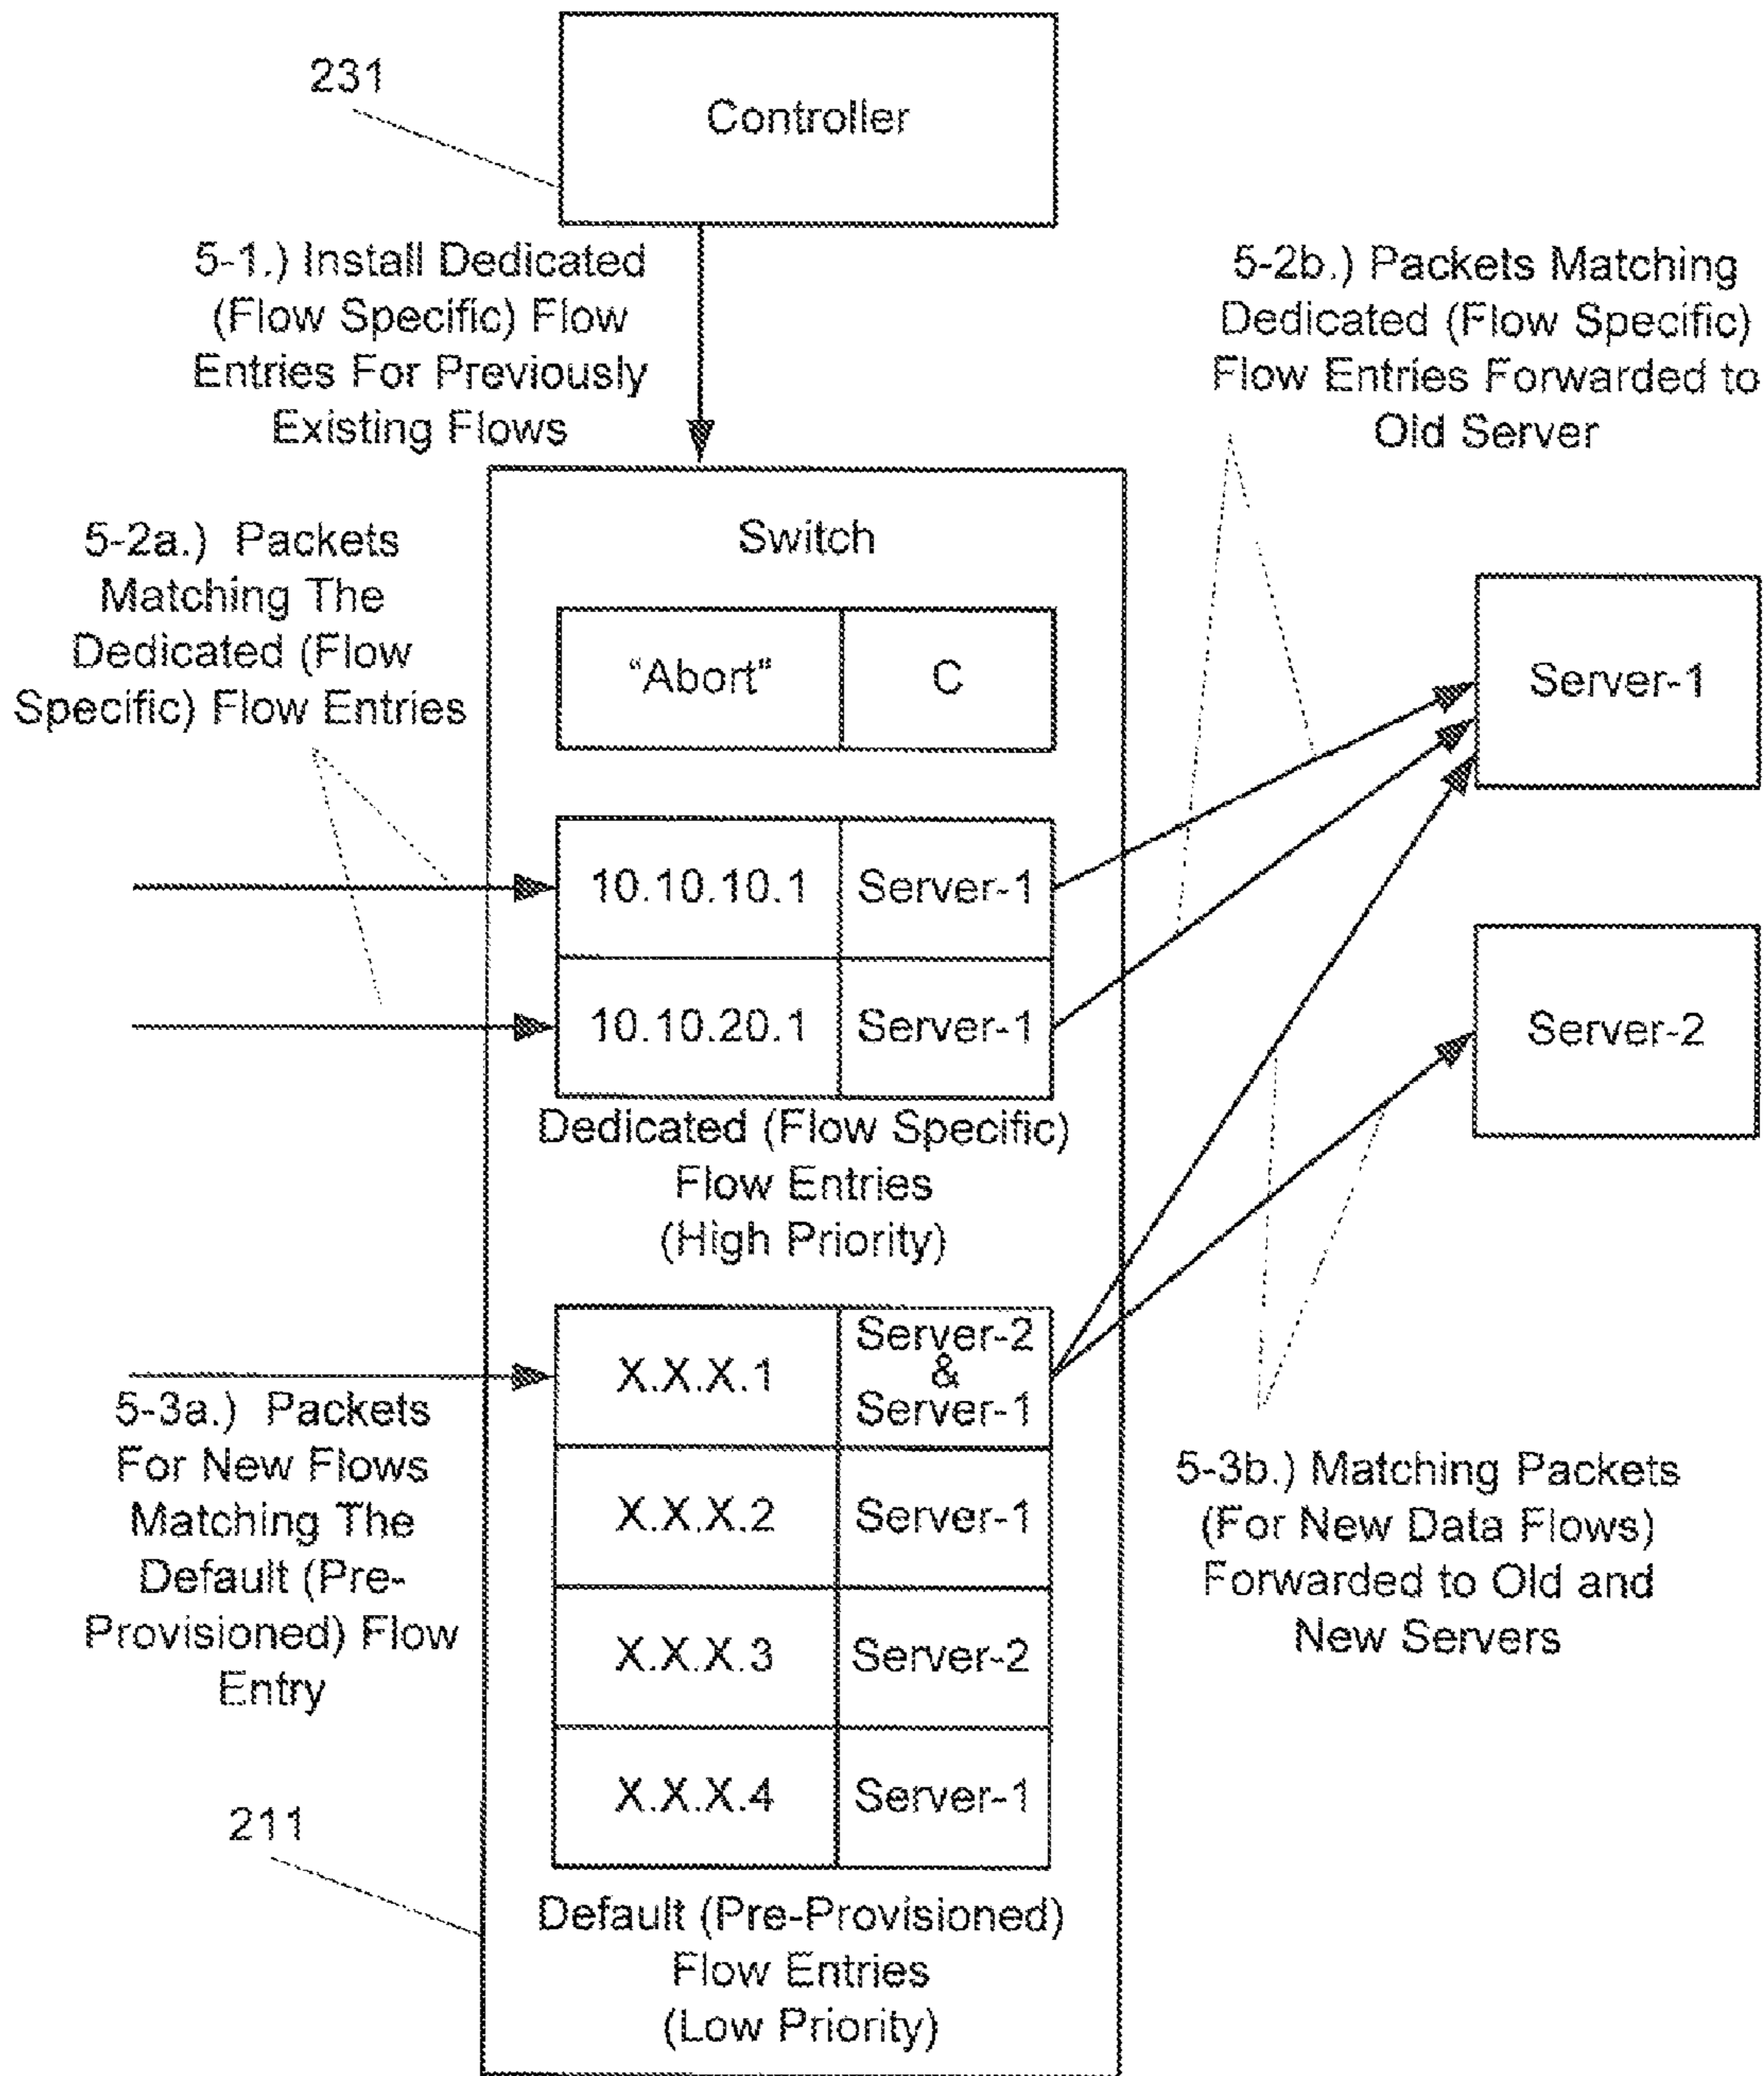 Controller
231
5-1.) Install Dedicated
(Flow Specific) Flow
Entries For Previously
Existing Flows
5-2b.) Packets Matching
Dedicated (Flow Specific)
Flow Entries Forwarded to
Old Server
5-2a.) Packets
Matching The
Dedicated (Flow
Specific) Flow Entries
Switch
"Abort" C
Server-1
10.10.10.1 Server-1
10.10.20.1 Server-1
Server-2
Dedicated (Flow Specific)
Flow Entries
(High Priority)
X.X.X.1 Server-2
&
Server-1
5-3a.) Packets
For New Flows
Matching The
Default (Pre-
Provisioned) Flow
Entry
X.X.X.2 Server-1
X.X.X.3 Server-2
X.X.X.4 Server-1
5-3b.) Matching Packets
(For New Data Flows)
Forwarded to Old and
New Servers
211
Default (Pre-Provisioned)
Flow Entries
(Low Priority)